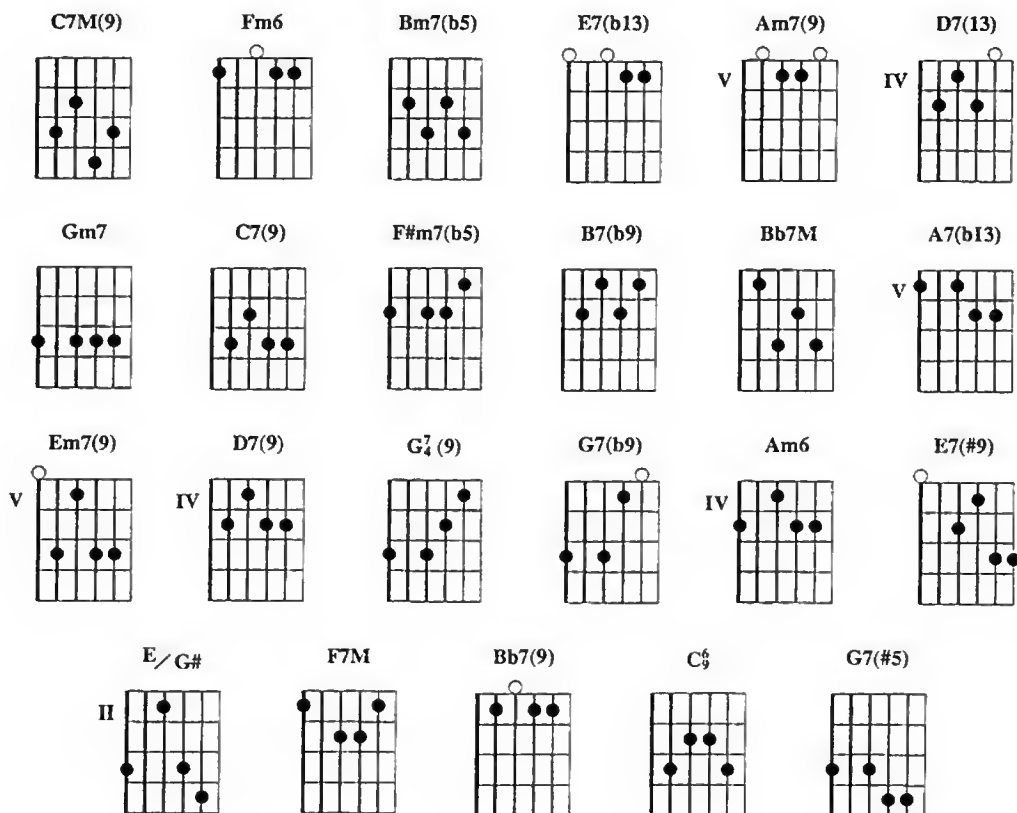 C7M(9) Fm6 Bm7(b5) E7(b13) Am7(9) D7(13)
V IV
Gm7 C7(9) F#m7(b5) B7(b9) Bb7M A7(bI3)
V
Em7(9) D7(9) G7/4(9) G7(b9) Am6 E7(#9)
V IV IV
E/G# F7M Bb7(9) C6/9 G7(#5)
II